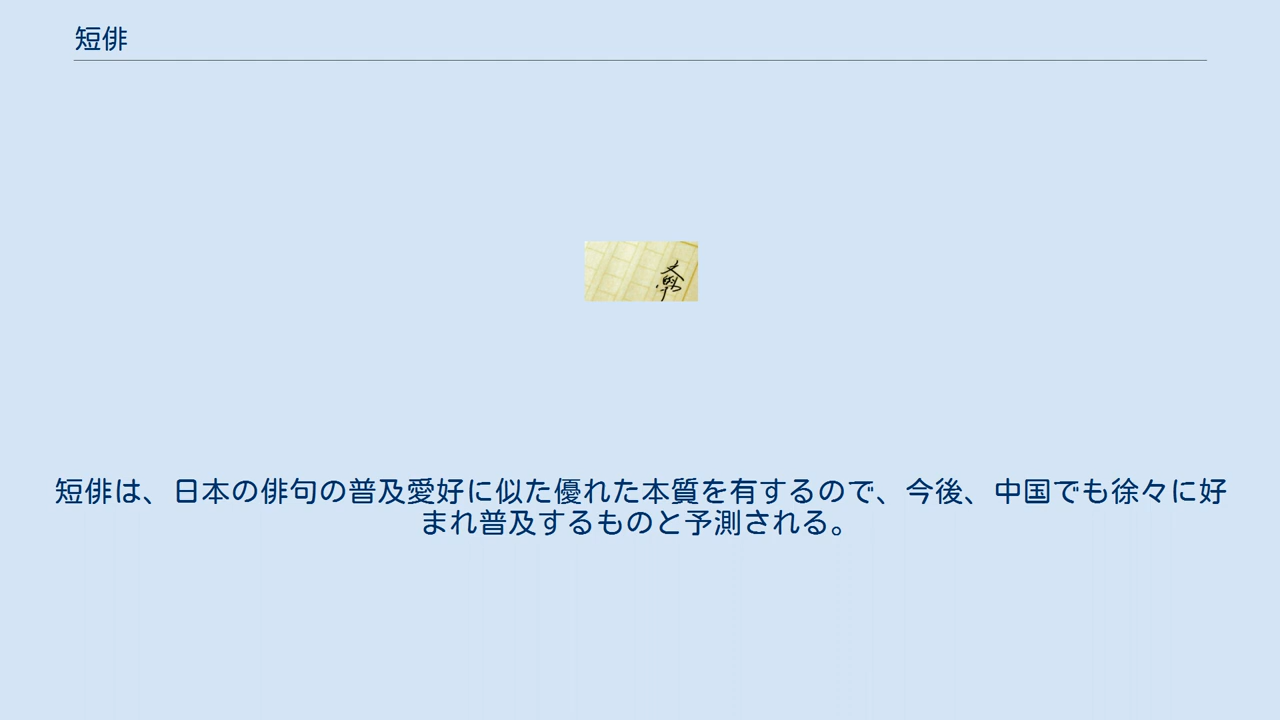 短俳
短俳は、日本の俳句の普及愛好に似た優れた本質を有するので、今後、中国でも徐々に好
まれ普及するものと予測される。